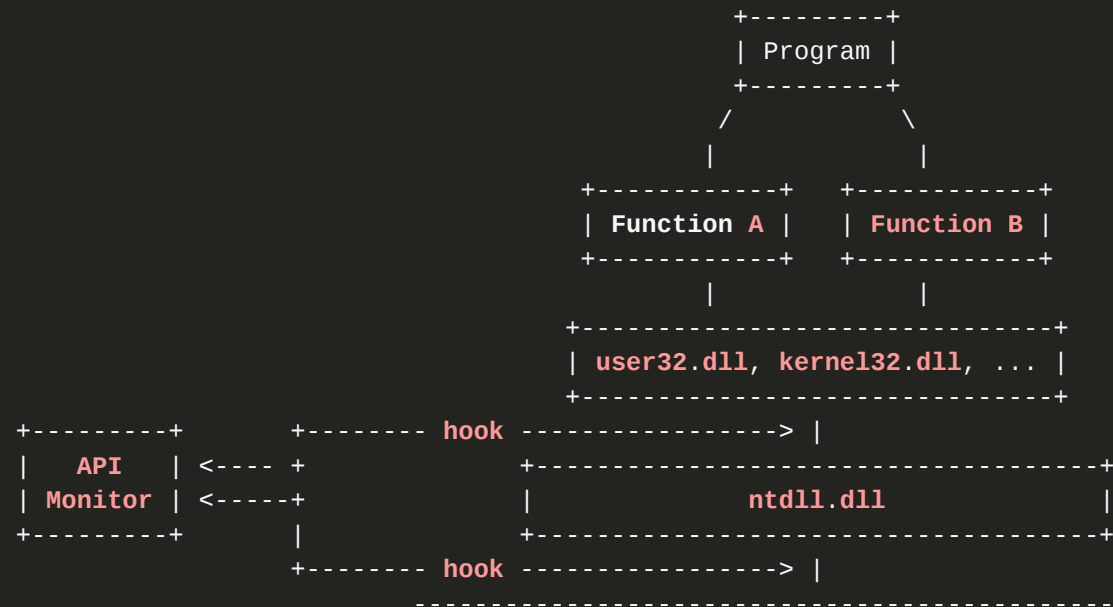 +---------+
| Program |
+---------+
/ \
| |
+------------+ +------------+
| Function A | | Function B |
+------------+ +------------+
| |
+-------------------------------+
| user32.dll, kernel32.dll, ... |
+-------------------------------+
+---------+ +-------- hook -----------------> |
| API | <---- + +-------------------------------------+
| Monitor | <-----+ | ntdll.dll |
+---------+ | +-------------------------------------+
+-------- hook -----------------> |
----------------------------------------------